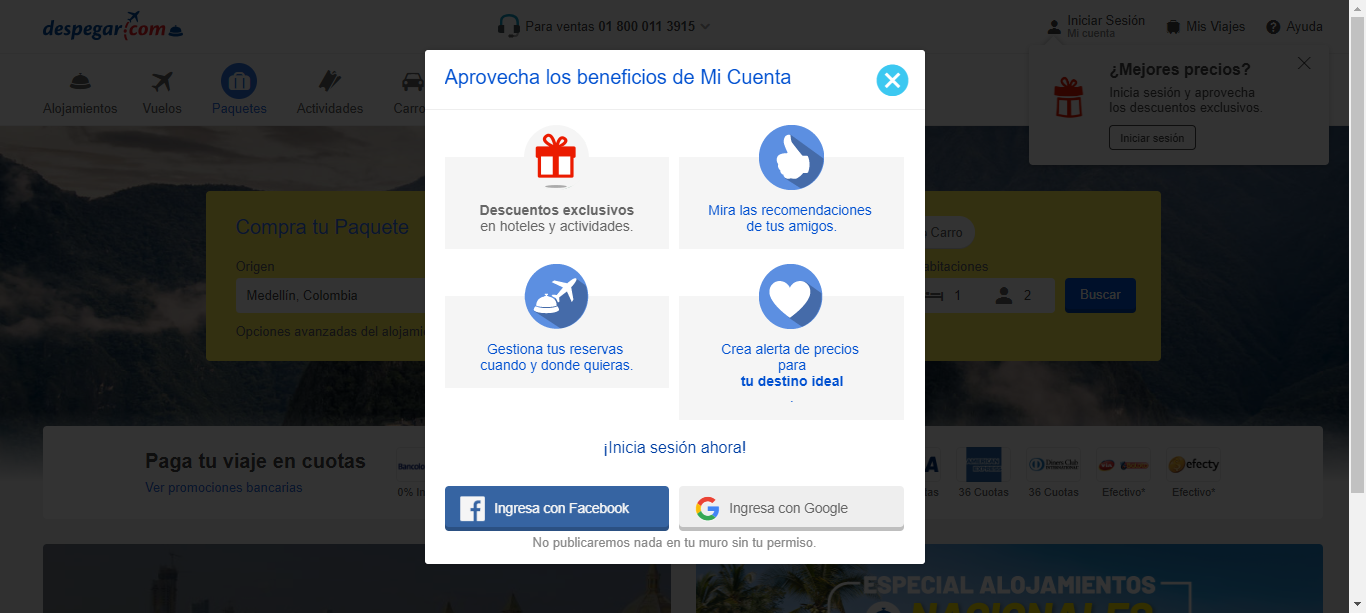 despegar.com
Para ventas 01 800 011 3915
Iniciar Sesión
Mi cuenta
Mis Viajes
Ayuda
Alojamientos
Vuelos
Paquetes
Actividades
Carro
¿Mejores precios?
Inicia sesión y aprovecha
los descuentos exclusivos.
Iniciar sesión
Aprovecha los beneficios de Mi Cuenta
Descuentos exclusivos
en hoteles y actividades.
Mira las recomendaciones
de tus amigos.
Gestiona tus reservas
cuando y donde quieras.
Crea alerta de precios
para
tu destino ideal
.
¡Inicia sesión ahora!
Ingresa con Facebook
Ingresa con Google
No publicaremos nada en tu muro sin tu permiso.
Compra tu Paquete
Carro
Origen
Medellín, Colombia
1
2
Buscar
Opciones avanzadas del
Paga tu viaje en cuotas
Ver promociones bancarias
0%
36 Cuotas
36 Cuotas
Diners Club
efecty
Efectivo*
Efectivo*
ESPECIAL ALOJAMIENTOS
NACIONALES